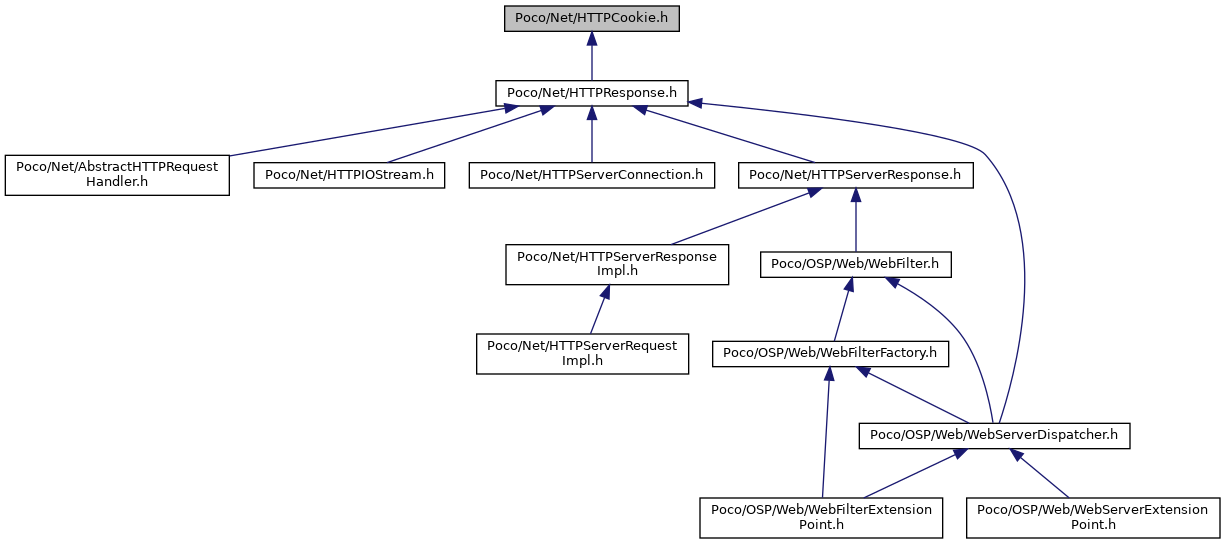 Poco/Net/HTTPCookie.h
Poco/Net/HTTPResponse.h
Poco/Net/AbstractHTTPRequest
Handler.h
Poco/Net/HTTPIOStream.h
Poco/Net/HTTPServerConnection.h
Poco/Net/HTTPServerResponse.h
Poco/Net/HTTPServerResponse
Impl.h
Poco/OSP/Web/WebFilter.h
Poco/Net/HTTPServerRequest
Impl.h
Poco/OSP/Web/WebFilterFactory.h
Poco/OSP/Web/WebServerDispatcher.h
Poco/OSP/Web/WebFilterExtension
Point.h
Poco/OSP/Web/WebServerExtension
Point.h